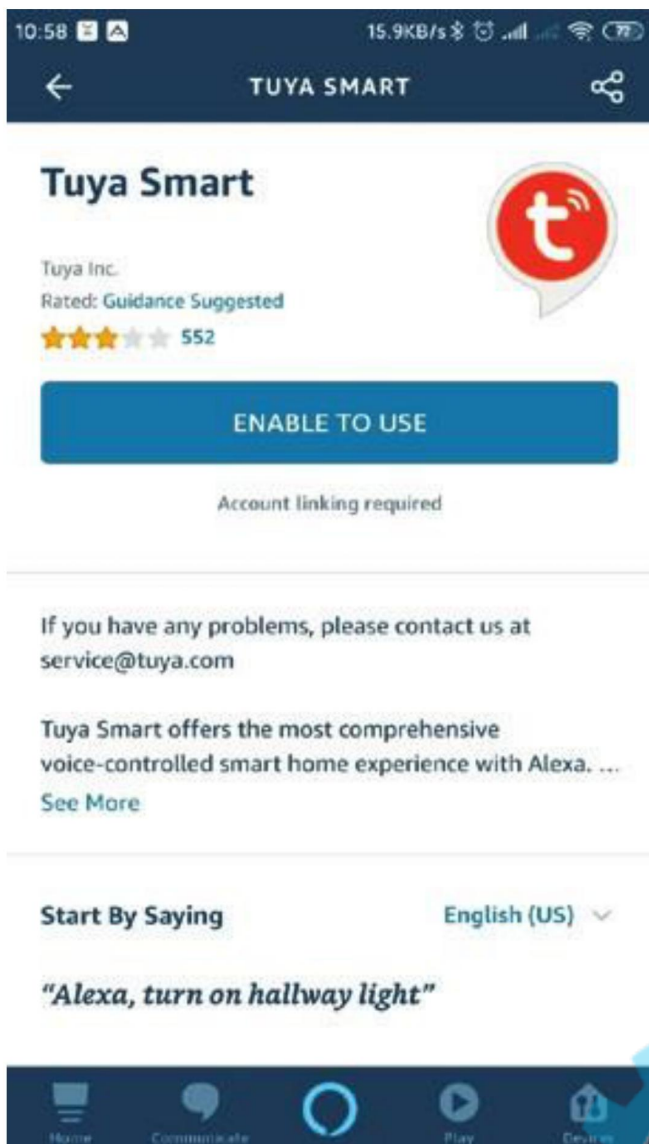 10:58
15.9KB/s
77
TUYA SMART
Tuya Smart
t
Tuya Inc.
Rated: Guidance Suggested
552
ENABLE TO USE
Account linking required
If you have any problems, please contact us at
service@tuya.com
Tuya Smart offers the most comprehensive
voice-controlled smart home experience with Alexa. ...
See More
Start By Saying
English (US)
“Alexa, turn on hallway light”
Home
Communicate
Play
Devices